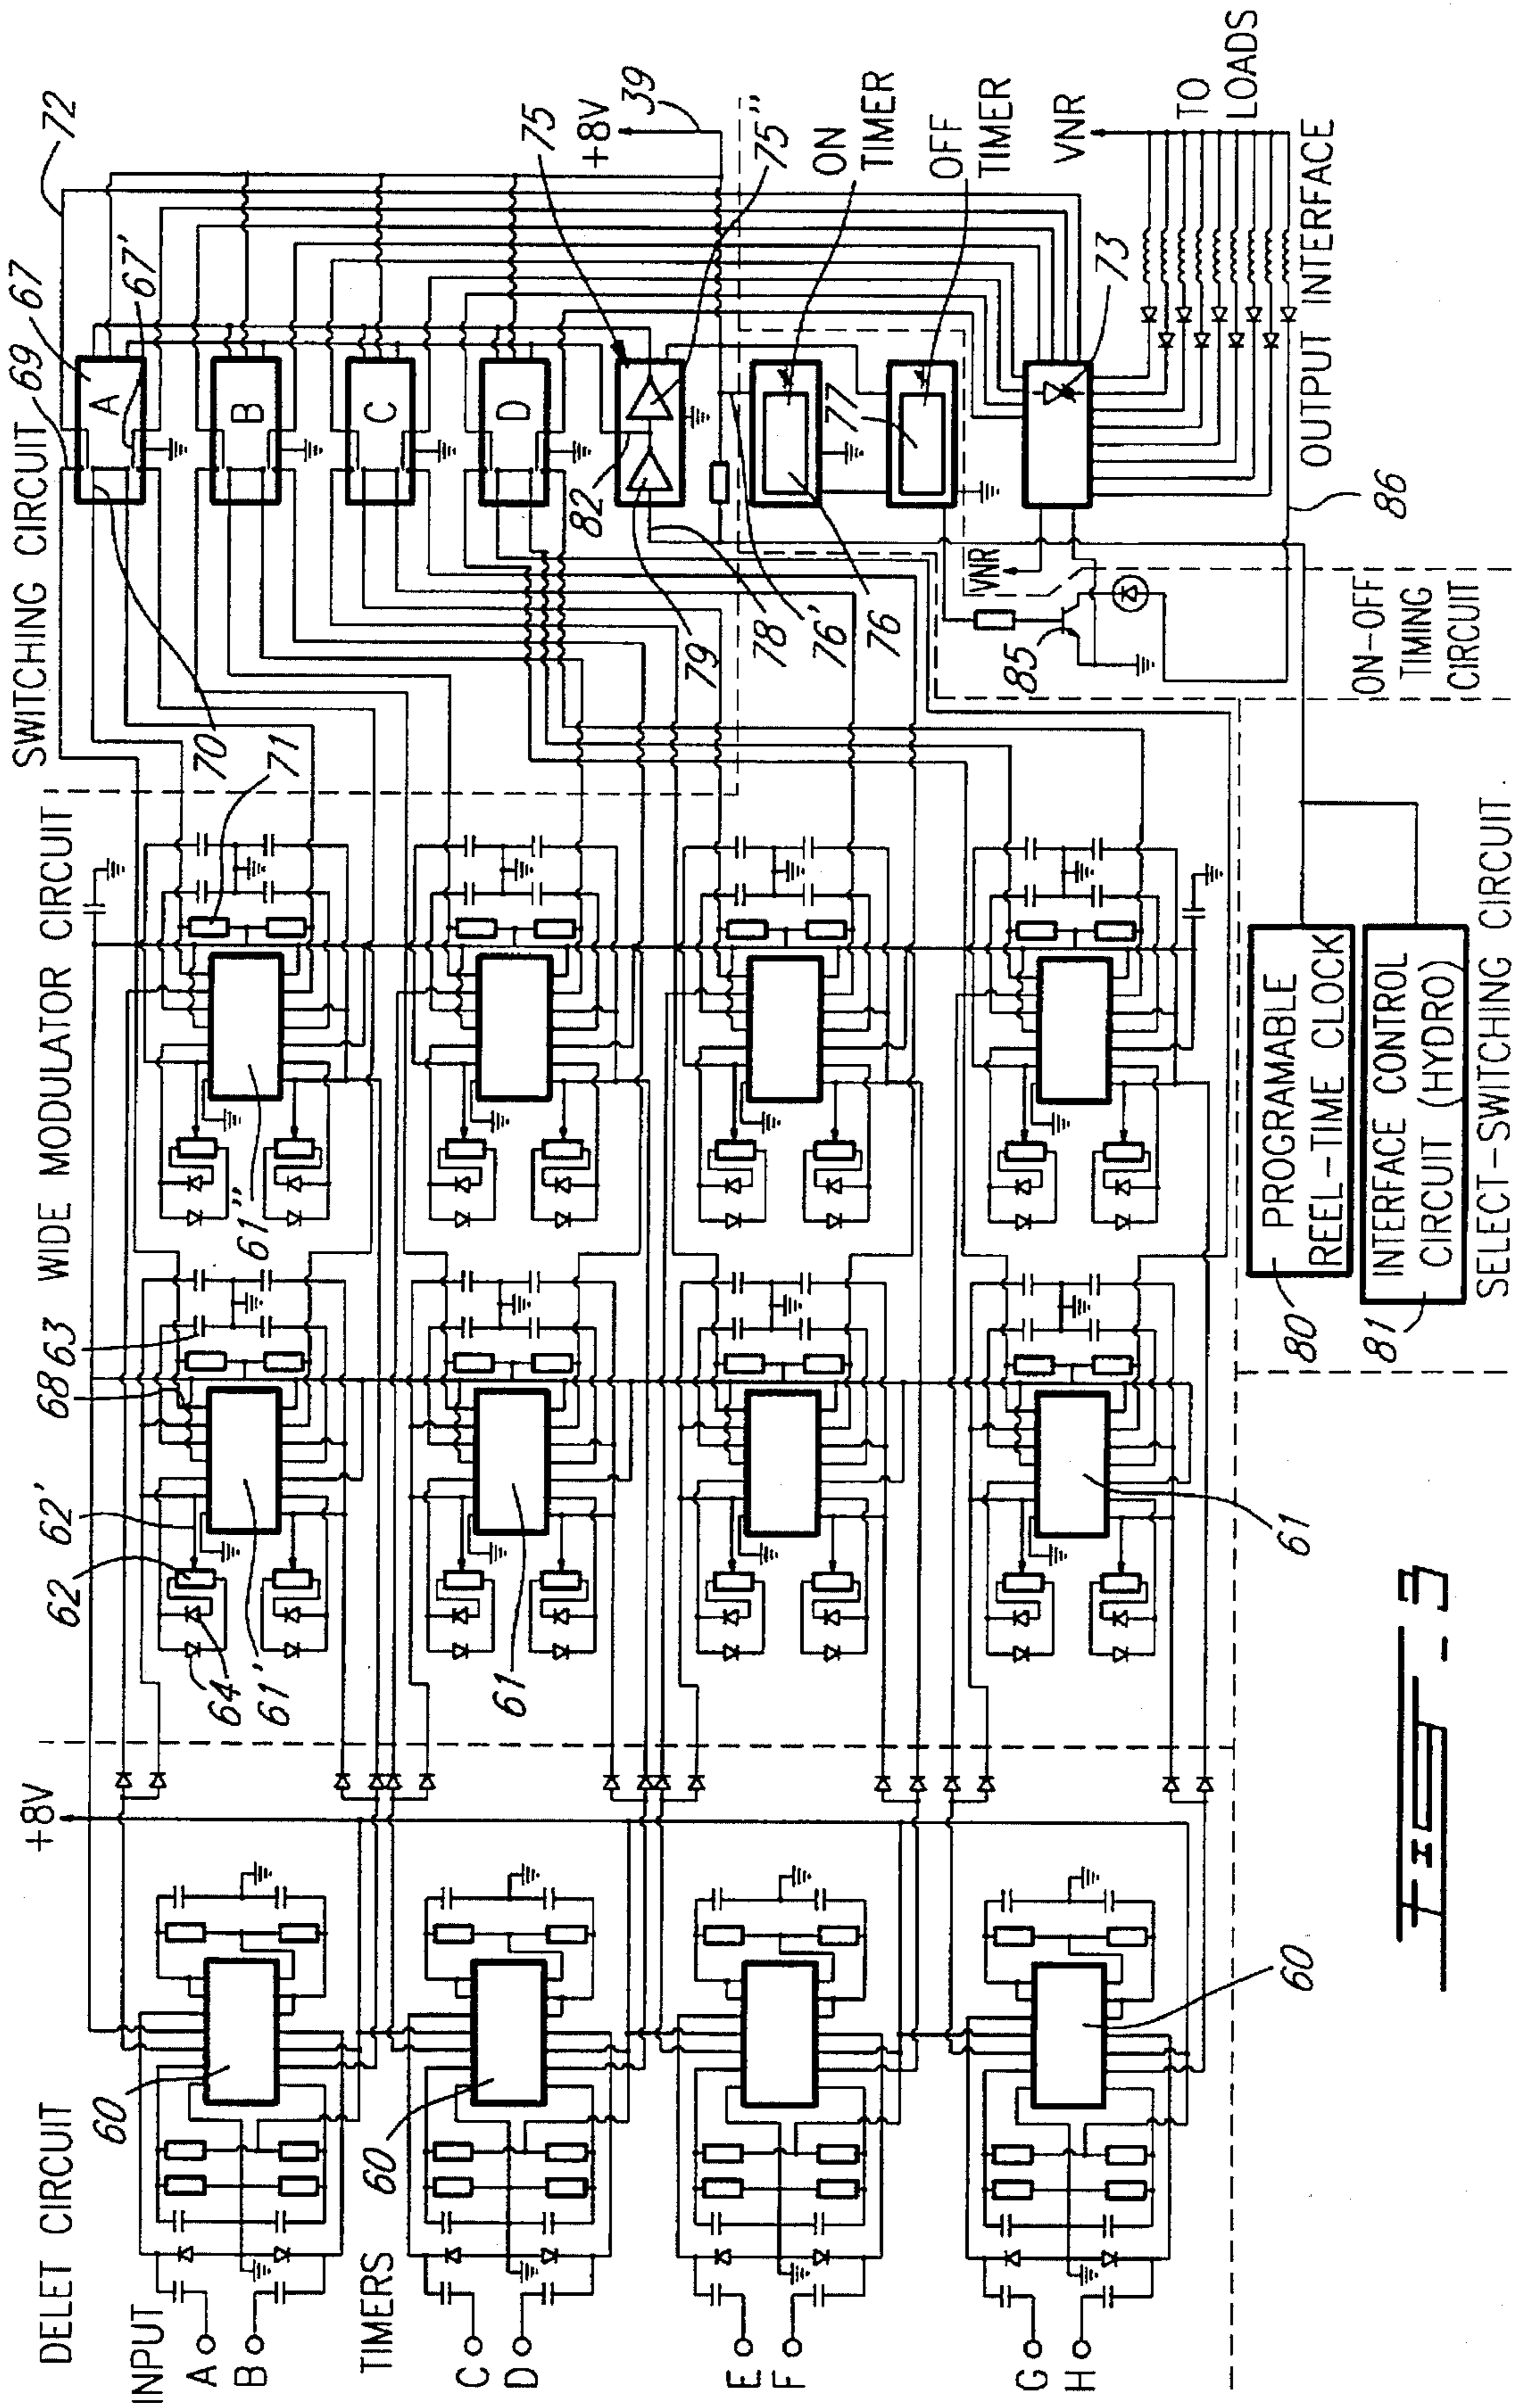 DELET CIRCUIT
WIDE MODULATOR CIRCUIT
SWITCHING CIRCUIT
INPUT
A
B
TIMERS
C
D
E
F
G
H
60
60
60
+8V
62
62'
68
63
64
61'
61"
61
61
70
71
69
67
67'
72
A
B
C
D
75
75"
+8V
39
82
79
78
76'
76
77
ON
TIMER
OFF
TIMER
VNR
VNR
73
85
86
TO
LOADS
OUTPUT INTERFACE
ON-OFF
TIMING
CIRCUIT
80
PROGRAMABLE
REEL-TIME CLOCK
81
INTERFACE CONTROL
CIRCUIT (HYDRO)
SELECT-SWITCHING CIRCUIT.
FIG - 3